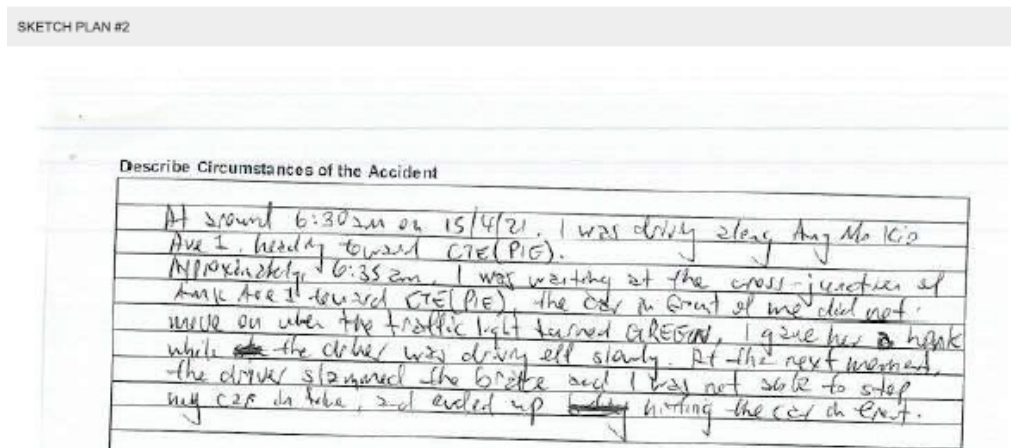 SKETCH PLAN #2
Describe Circumstances of the Accident
At around 6:30am on 15/4/21. I was driving along Ang Mo Kio
Ave 1, heading toward CTE(PIE).
Approximately 6:35am, I was waiting at the cross-junction of
AMK Ave 1 toward CTE(PIE), the car in front of me did not
move on when the traffic light turned GREEN, I gave her a honk
while the driver was driving off slowly. At the next moment,
the driver slammed the brake and I was not able to stop
my car in time, and ended up hitting the car in front.